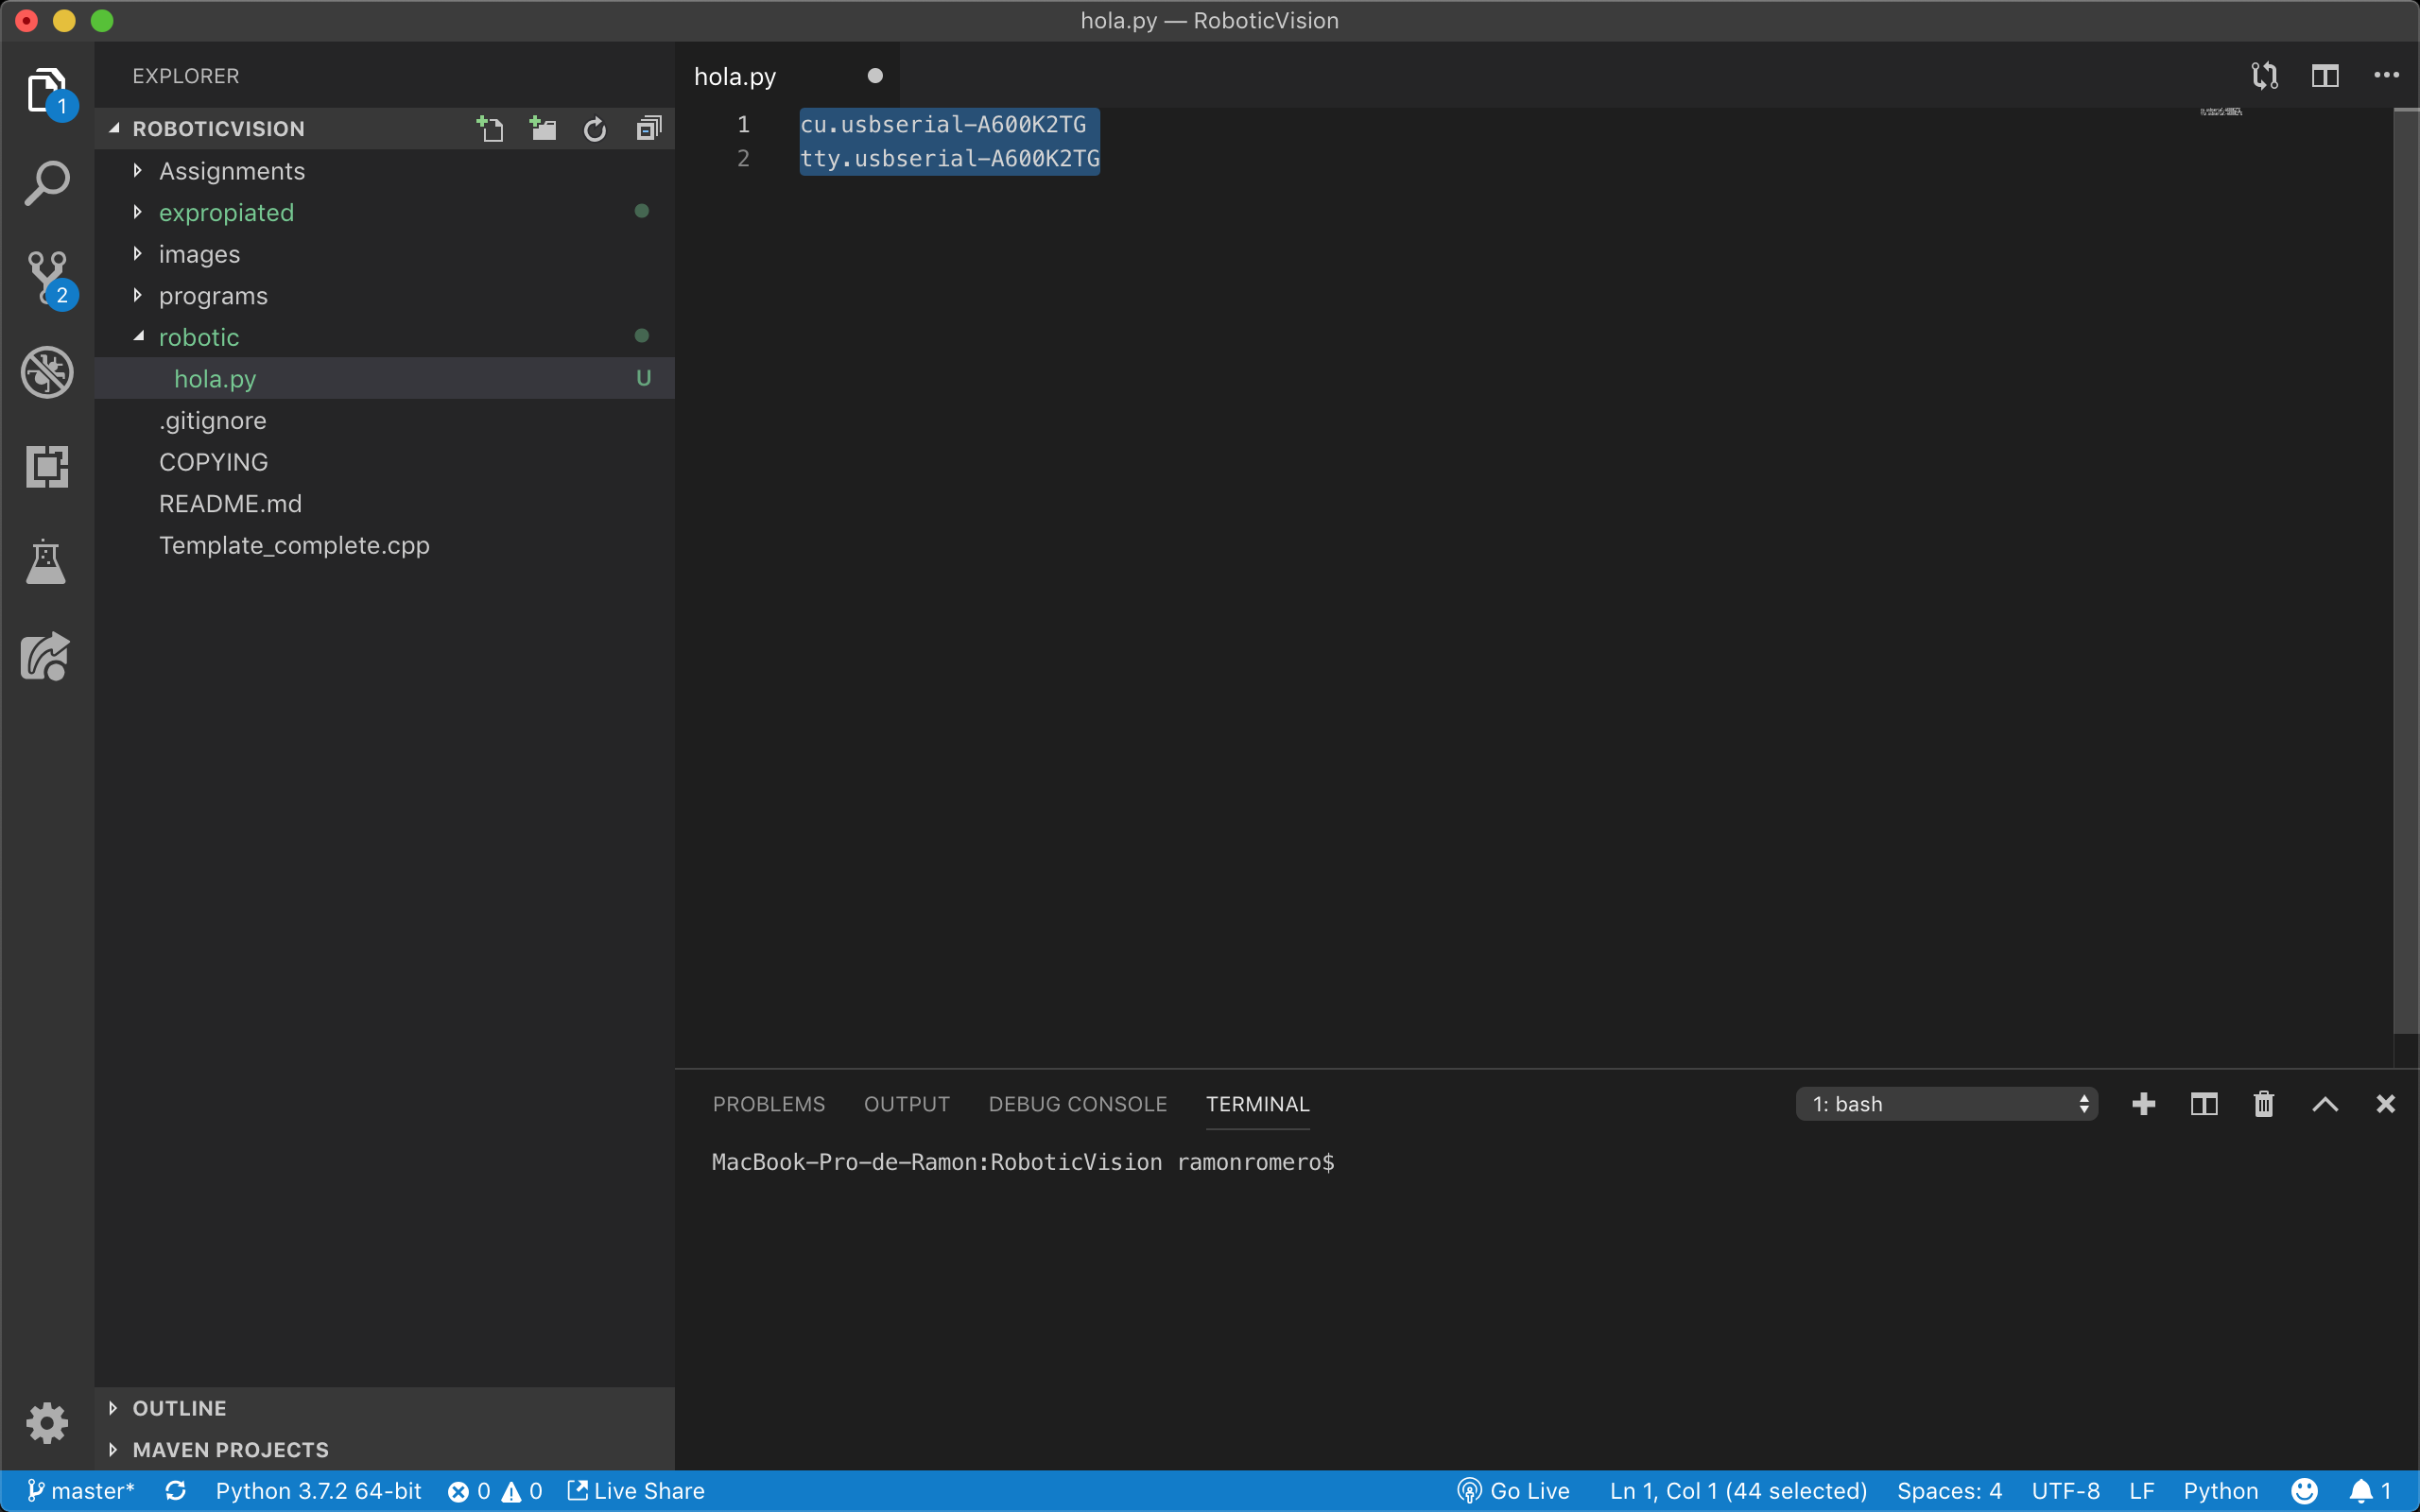 hola.py — RoboticVision
EXPLORER
hola.py
1
ROBOTICVISION
Assignments
expropiated
images
programs
robotic
hola.py U
.gitignore
COPYING
README.md
Template_complete.cpp
2
1 cu.usbserial-A600K2TG
2 tty.usbserial-A600K2TG
PROBLEMS OUTPUT DEBUG CONSOLE TERMINAL 1: bash
MacBook-Pro-de-Ramon:RoboticVision ramonromero$
OUTLINE
MAVEN PROJECTS
master* Python 3.7.2 64-bit 0 0 Live Share Go Live Ln 1, Col 1 (44 selected) Spaces: 4 UTF-8 LF Python 1